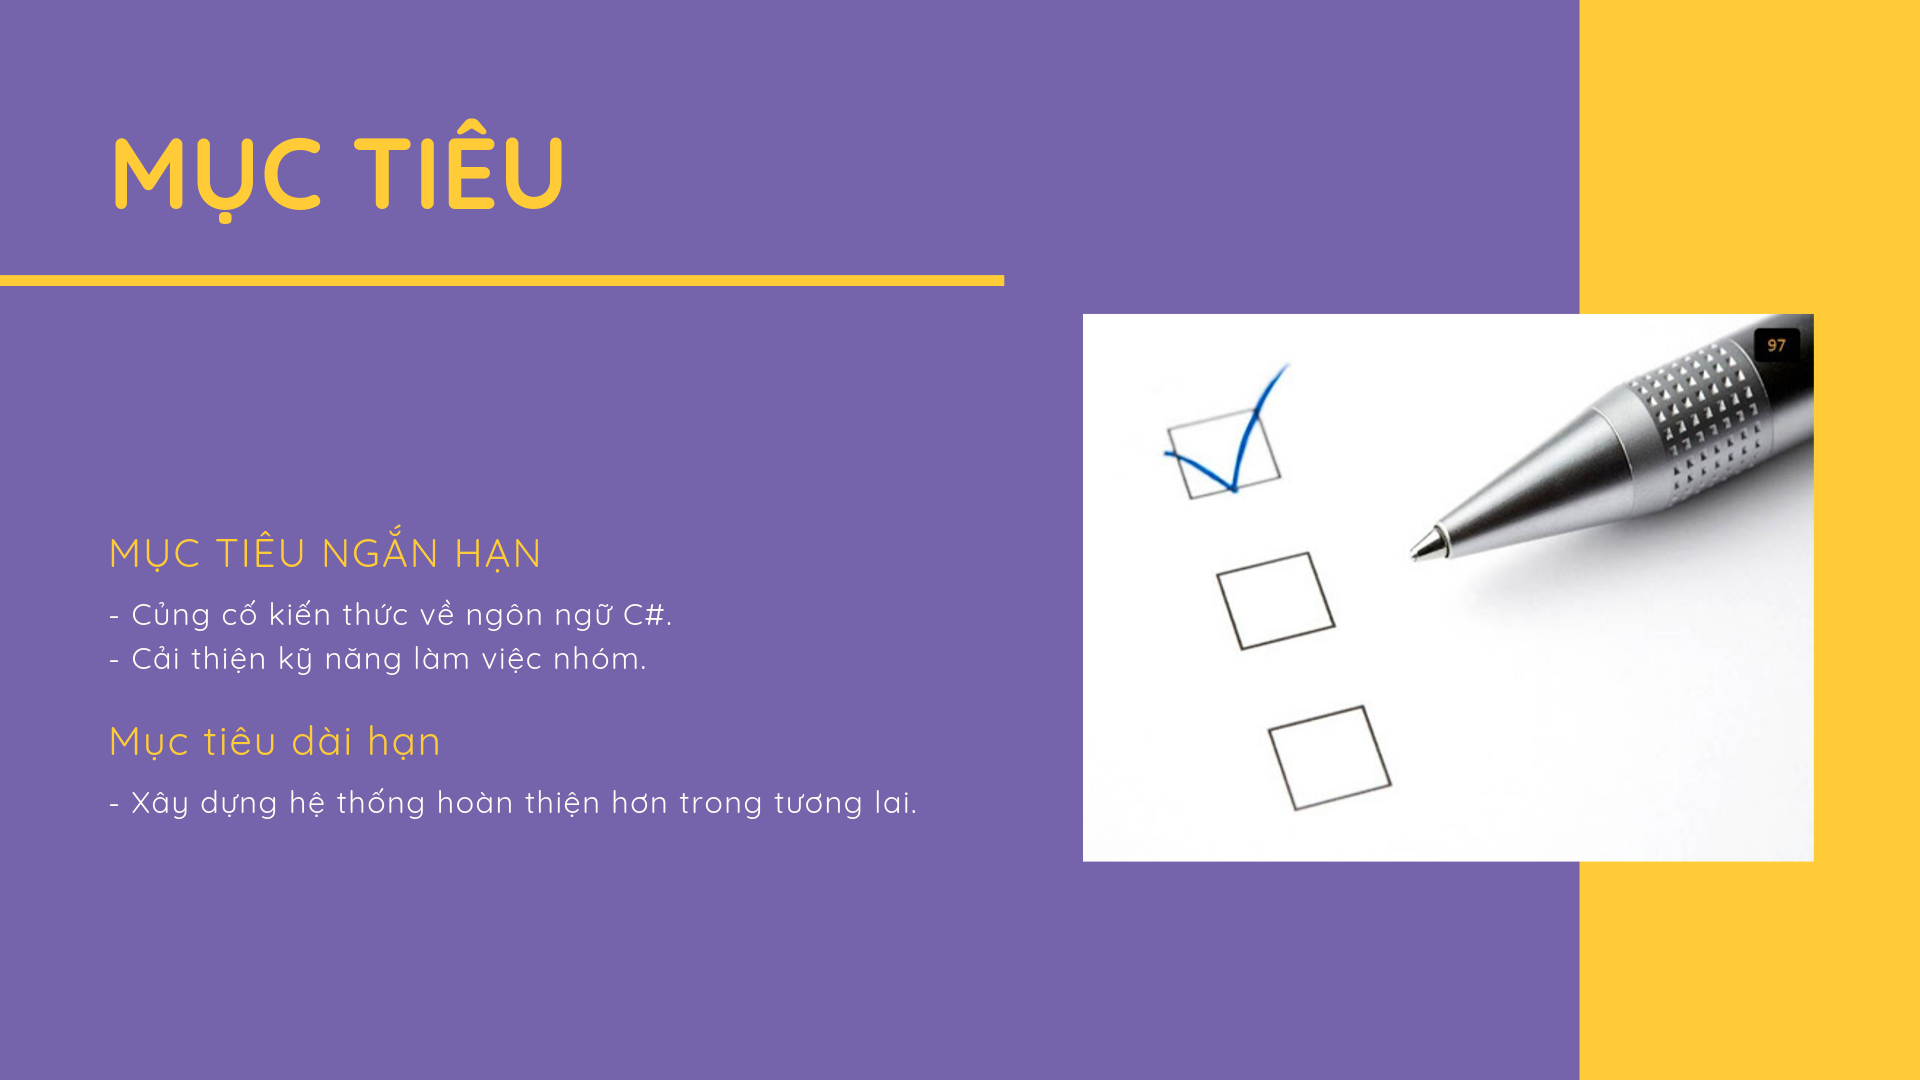 MỤC TIÊU
MỤC TIÊU NGẮN HẠN
- Củng cố kiến thức về ngôn ngữ C#.
- Cải thiện kỹ năng làm việc nhóm.
Mục tiêu dài hạn
- Xây dựng hệ thống hoàn thiện hơn trong tương lai.
97